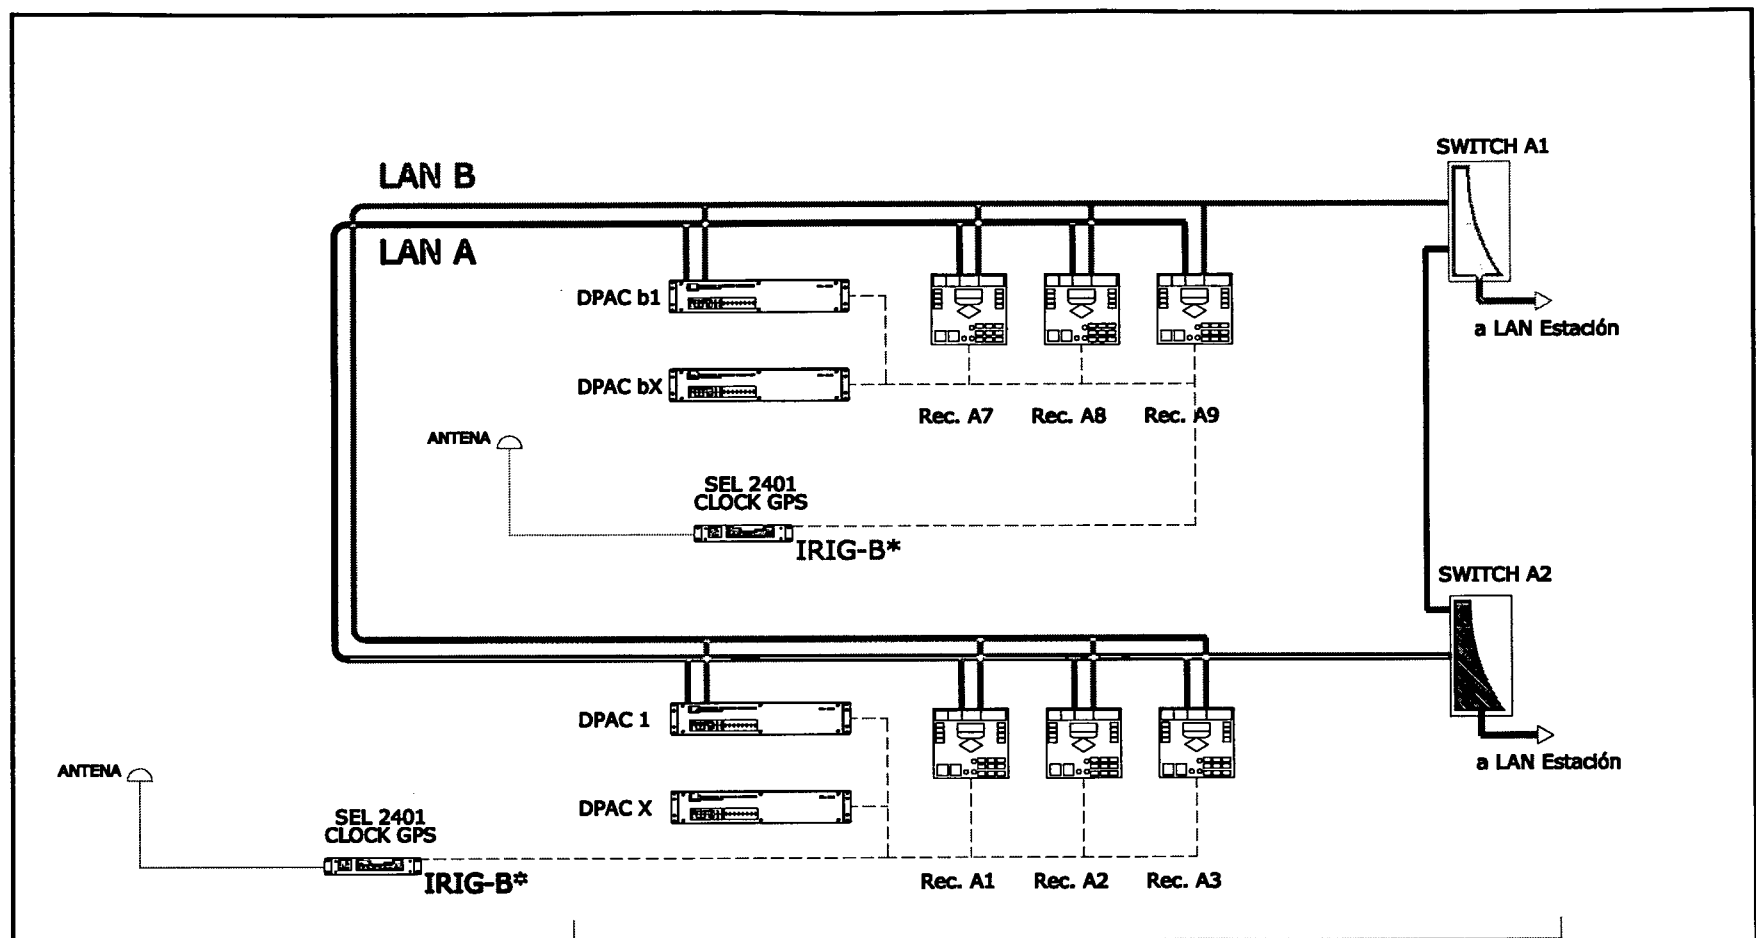 SWITCH A1
LAN B
LAN A
DPAC b1
a LAN Estación
DPAC bX
Rec. A7
Rec. A8
Rec. A9
ANTENA
SEL 2401
CLOCK GPS
IRIG-B*
SWITCH A2
DPAC 1
a LAN Estación
ANTENA
DPAC X
SEL 2401
CLOCK GPS
IRIG-B*
Rec. A1
Rec. A2
Rec. A3